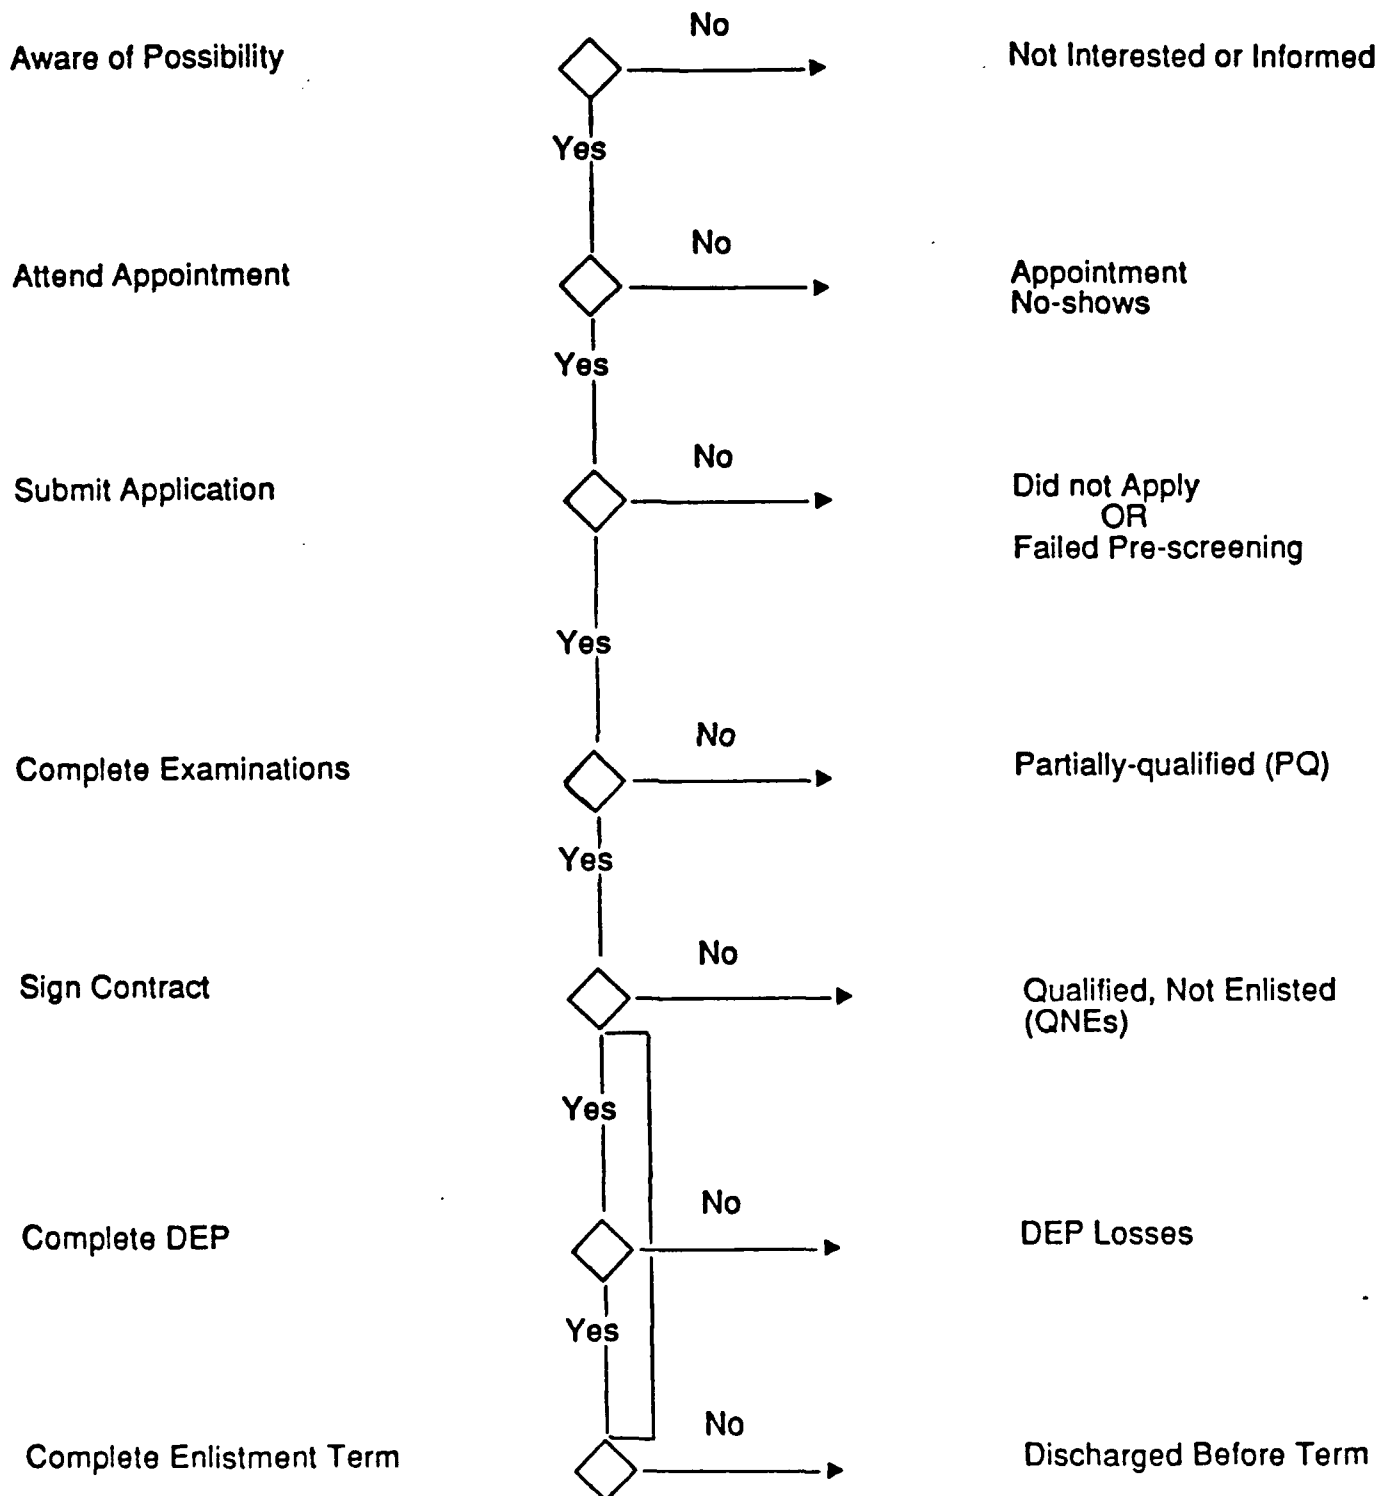 No
Aware of Possibility
Not Interested or Informed
Yes
No
Attend Appointment
Appointment
No-shows
Yes
No
Submit Application
Did not Apply
OR
Failed Pre-screening
Yes
No
Complete Examinations
Partially-qualified (PQ)
Yes
No
Sign Contract
Qualified, Not Enlisted
(QNEs)
Yes
No
Complete DEP
DEP Losses
Yes
No
Complete Enlistment Term
Discharged Before Term